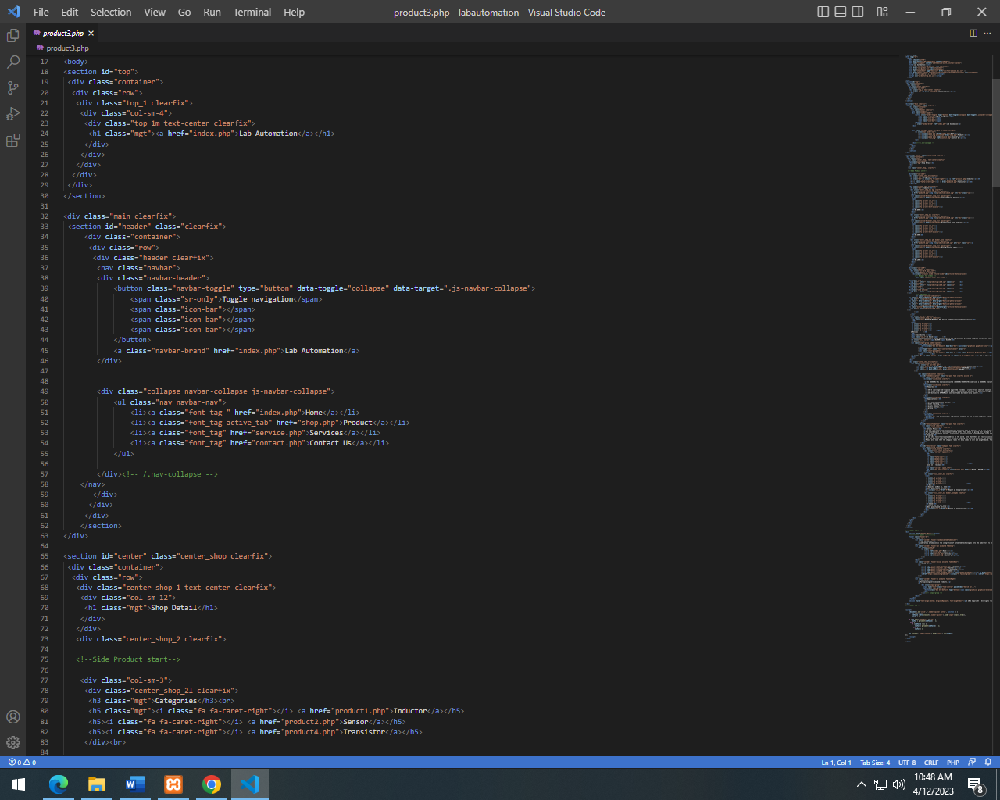 File Edit Selection View Go Run Terminal Help product3.php - labautomation - Visual Studio Code
product3.php
product3.php
17 <body>
18 <section id="top">
19 <div class="container">
20 <div class="row">
21 <div class="top_1 clearfix">
22 <div class="col-sm-4">
23 <div class="top_1m text-center clearfix">
24 <h1 class="mgt"><a href="index.php">Lab Automation</a></h1>
25 </div>
26 </div>
27 </div>
28 </div>
29 </div>
30 </section>
31
32 <div class="main clearfix">
33 <section id="header" class="clearfix">
34 <div class="container">
35 <div class="row">
36 <div class="haeder clearfix">
37 <nav class="navbar">
38 <div class="navbar-header">
39 <button class="navbar-toggle" type="button" data-toggle="collapse" data-target=".js-navbar-collapse">
40 <span class="sr-only">Toggle navigation</span>
41 <span class="icon-bar"></span>
42 <span class="icon-bar"></span>
43 <span class="icon-bar"></span>
44 </button>
45 <a class="navbar-brand" href="index.php">Lab Automation</a>
46 </div>
47
48
49 <div class="collapse navbar-collapse js-navbar-collapse">
50 <ul class="nav navbar-nav">
51 <li><a class="font_tag " href="index.php">Home</a></li>
52 <li><a class="font_tag active_tab" href="shop.php">Product</a></li>
53 <li><a class="font_tag" href="service.php">Services</a></li>
54 <li><a class="font_tag" href="contact.php">Contact Us</a></li>
55 </ul>
56
57 </div><!-- /.nav-collapse -->
58 </nav>
59 </div>
60 </div>
61 </div>
62 </section>
63 </div>
64
65 <section id="center" class="center_shop clearfix">
66 <div class="container">
67 <div class="row">
68 <div class="center_shop_1 text-center clearfix">
69 <div class="col-sm-12">
70 <h1 class="mgt">Shop Detail</h1>
71 </div>
72 </div>
73 <div class="center_shop_2 clearfix">
74
75 <!--Side Product start-->
76
77 <div class="col-sm-3">
78 <div class="center_shop_2l clearfix">
79 <h3 class="mgt">Categories</h3><br>
80 <h5 class="mgt"><i class="fa fa-caret-right"></i> <a href="product1.php">Inductor</a></h5>
81 <h5><i class="fa fa-caret-right"></i> <a href="product2.php">Sensor</a></h5>
82 <h5><i class="fa fa-caret-right"></i> <a href="product4.php">Transistor</a></h5>
83 </div><br>
84
0 0 Ln 1, Col 1 Tab Size: 4 UTF-8 CRLF PHP
10:48 AM
4/12/2023
8